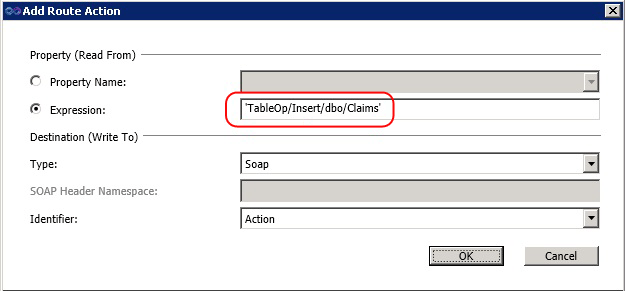 Add Route Action
Property (Read From)
Property Name:
Expression:
'TableOp/Insert/dbo/Claims'
Destination (Write To)
Type:
Soap
SOAP Header Namespace:
Identifier:
Action
OK
Cancel